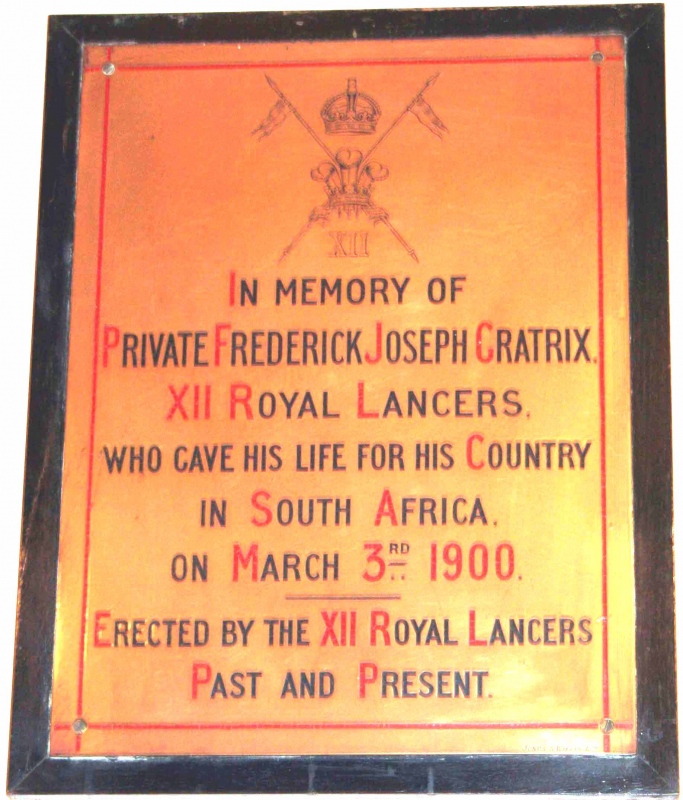 XII
IN MEMORY OF
PRIVATE FREDERICK JOSEPH CRATRIX,
XII ROYAL LANCERS,
WHO GAVE HIS LIFE FOR HIS COUNTRY
IN SOUTH AFRICA,
ON MARCH 3RD 1900.
ERECTED BY THE XII ROYAL LANCERS
PAST AND PRESENT.